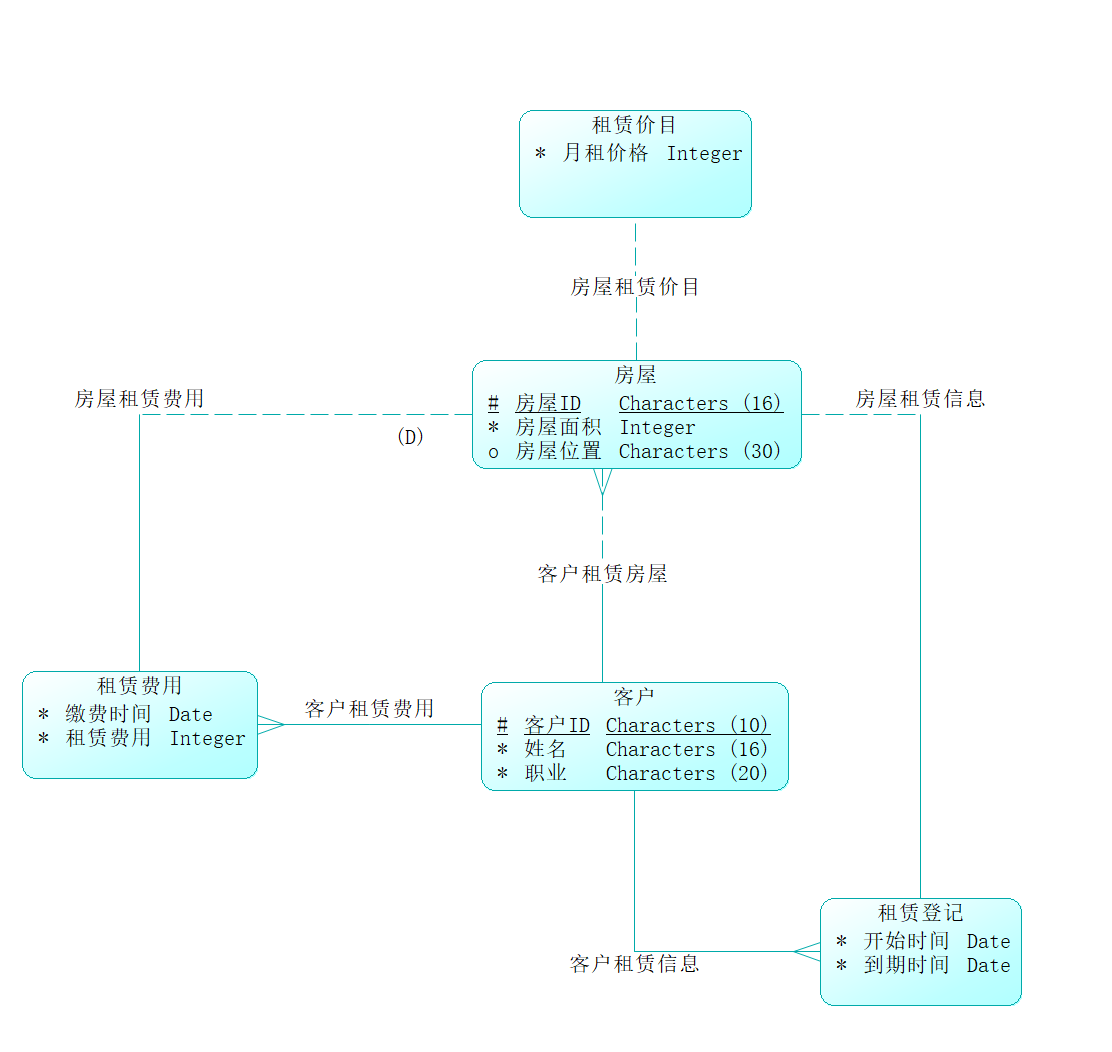 租赁价目
* 月租价格 Integer
房屋租赁价目
房屋
# 房屋ID Characters (16)
* 房屋面积 Integer
o 房屋位置 Characters (30)
房屋租赁费用
(D)
房屋租赁信息
客户租赁房屋
租赁费用
* 缴费时间 Date
* 租赁费用 Integer
客户租赁费用
客户
# 客户ID Characters (10)
* 姓名 Characters (16)
* 职业 Characters (20)
客户租赁信息
租赁登记
* 开始时间 Date
* 到期时间 Date